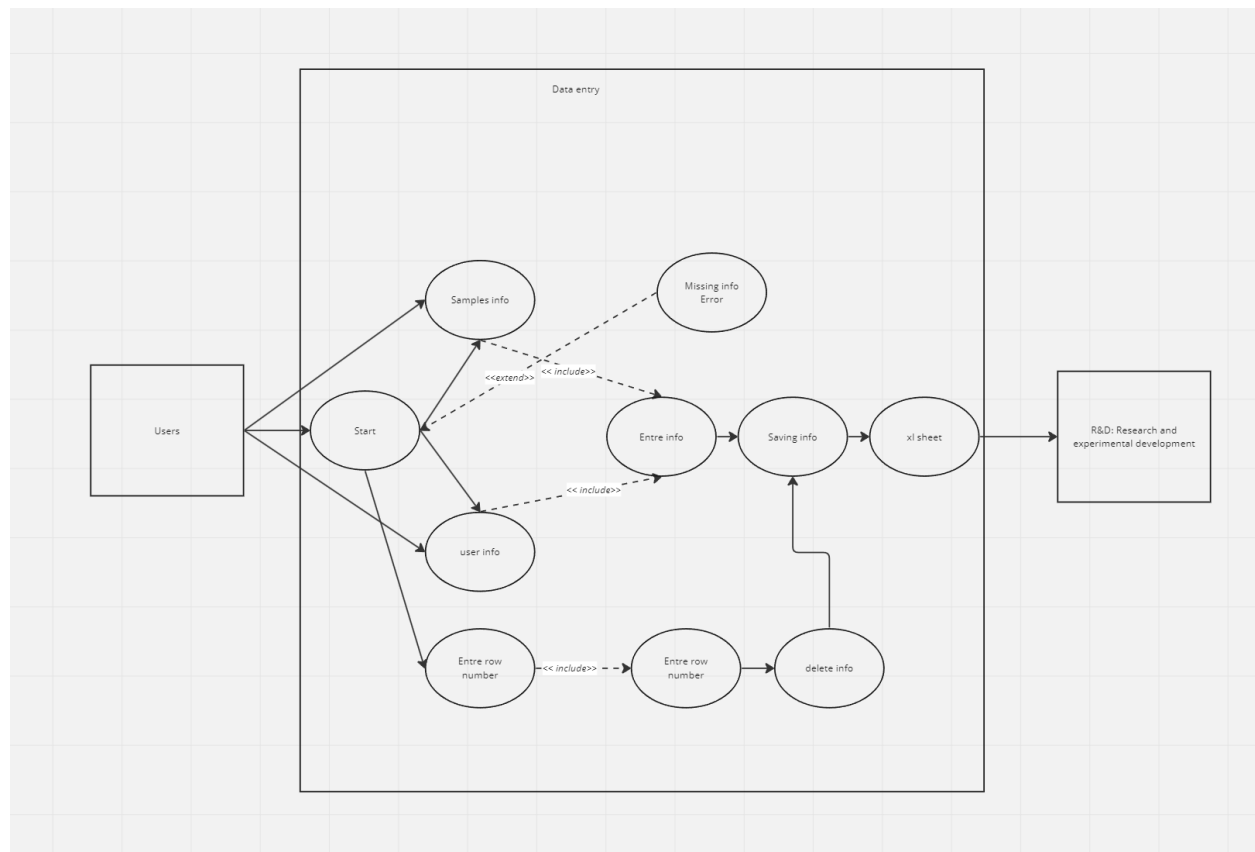 Data entry
Samples info
Missing info
Error
<<extend>>
<< include>>
Users
Start
Entre info
Saving info
xl sheet
R&D: Research and
experimental development
<< include>>
user info
Entre row
number
<< include>>
Entre row
number
delete info